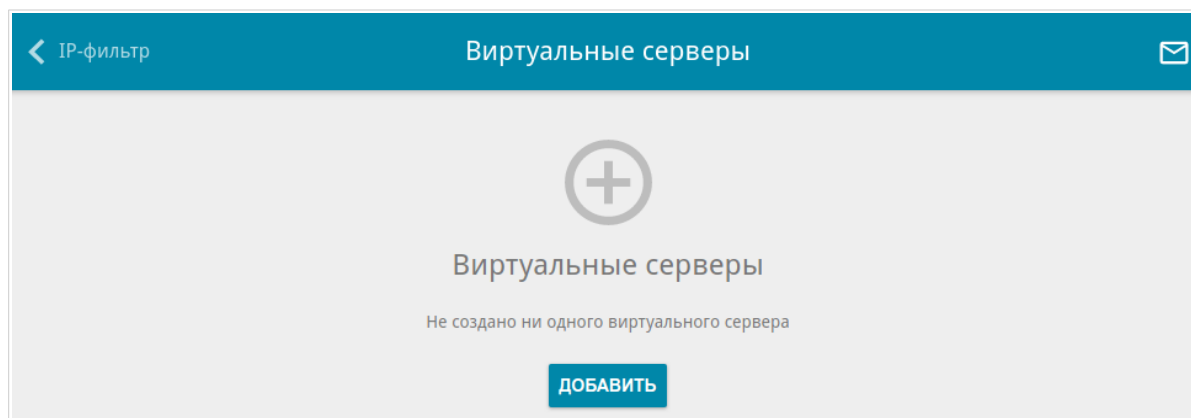 IP-фильтр
Виртуальные серверы
Виртуальные серверы
Не создано ни одного виртуального сервера
ДОБАВИТЬ